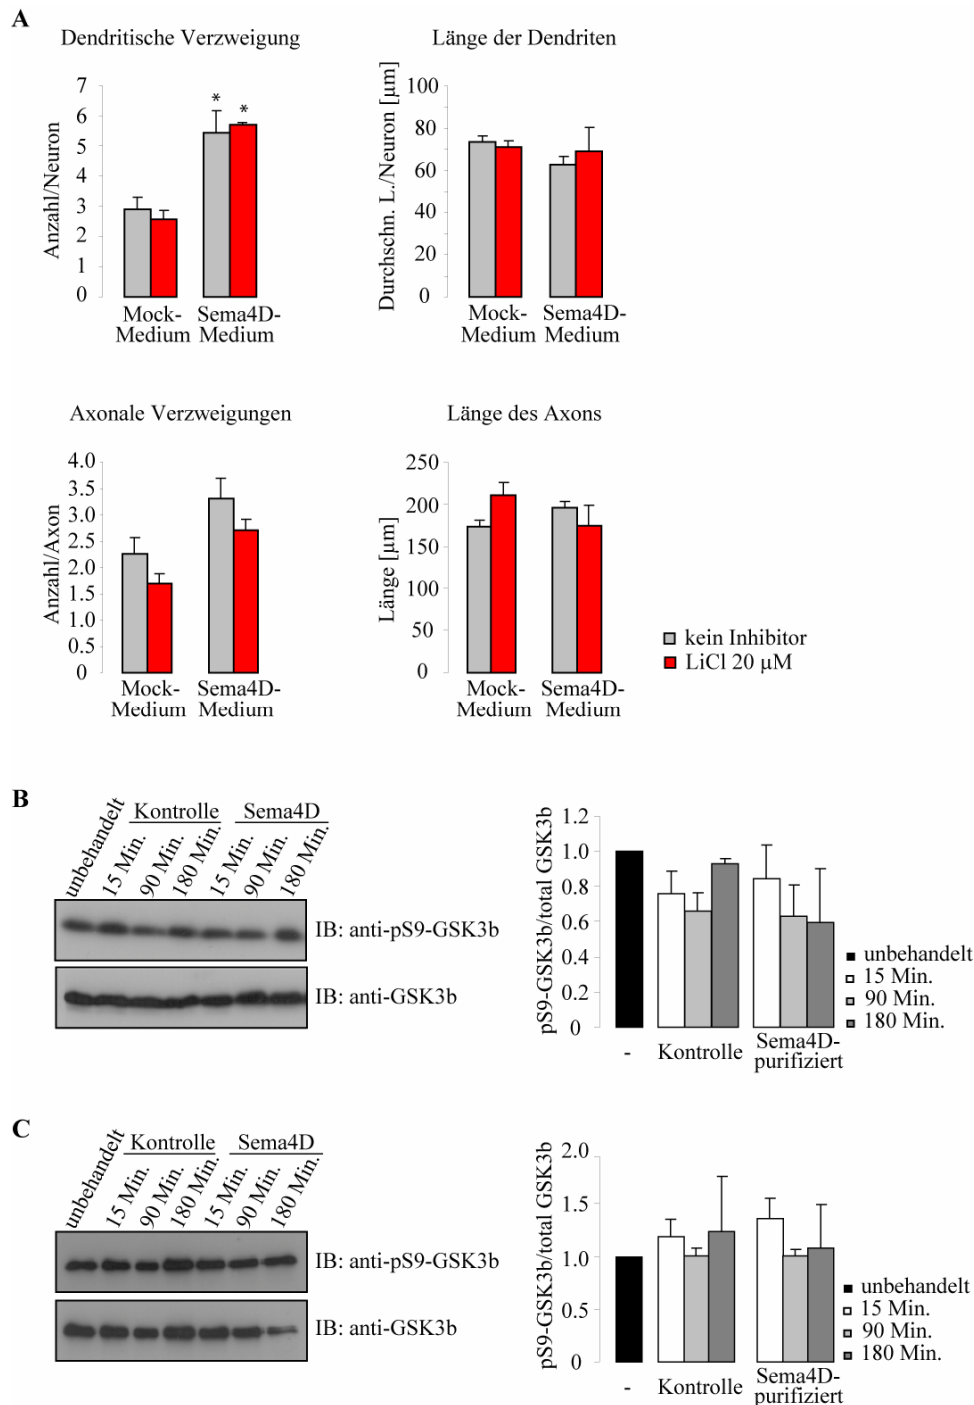 A
Dendritische Verzweigung
Anzahl/Neuron
7
6
5
4
3
2
1
0
*
*
Mock-
Medium
Sema4D-
Medium
Länge der Dendriten
Durchschn. L./Neuron [µm]
100
80
60
40
20
0
Mock-
Medium
Sema4D-
Medium
Axonale Verzweigungen
Anzahl/Axon
4.0
3.5
3.0
2.5
2.0
1.5
1.0
0.5
0
Mock-
Medium
Sema4D-
Medium
Länge des Axons
Länge [µm]
250
200
150
100
50
0
Mock-
Medium
Sema4D-
Medium
kein Inhibitor
LiCl 20 µM
B
Kontrolle
Sema4D
unbehandelt
15 Min.
90 Min.
180 Min.
15 Min.
90 Min.
180 Min.
IB: anti-pS9-GSK3b
IB: anti-GSK3b
pS9-GSK3b/total GSK3b
1.2
1.0
0.8
0.6
0.4
0.2
0
-
Kontrolle
Sema4D-
purifiziert
unbehandelt
15 Min.
90 Min.
180 Min.
C
Kontrolle
Sema4D
unbehandelt
15 Min.
90 Min.
180 Min.
15 Min.
90 Min.
180 Min.
IB: anti-pS9-GSK3b
IB: anti-GSK3b
pS9-GSK3b/total GSK3b
2.0
1.5
1.0
0.5
0
-
Kontrolle
Sema4D-
purifiziert
unbehandelt
15 Min.
90 Min.
180 Min.